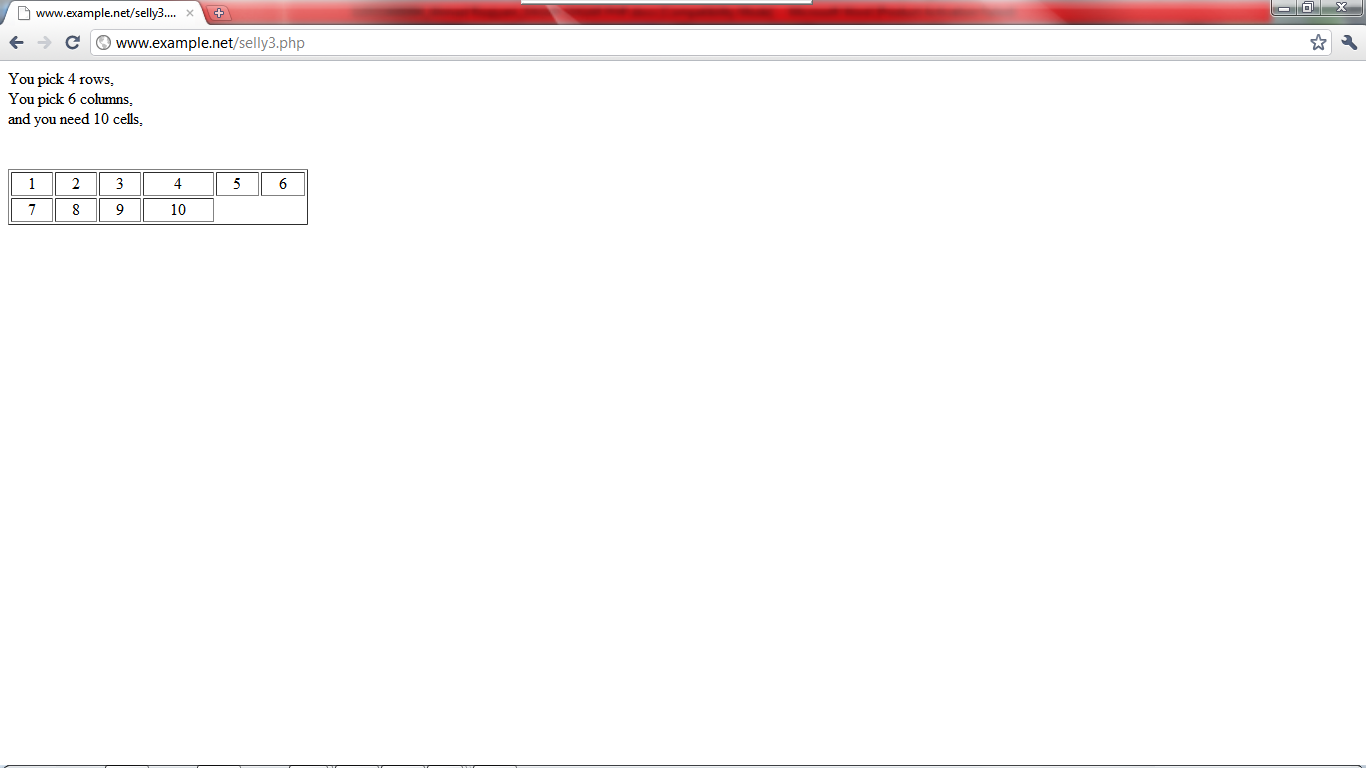 www.example.net/selly3....
www.example.net/selly3.php
You pick 4 rows,
You pick 6 columns,
and you need 10 cells,
1 2 3 4 5 6
7 8 9 10